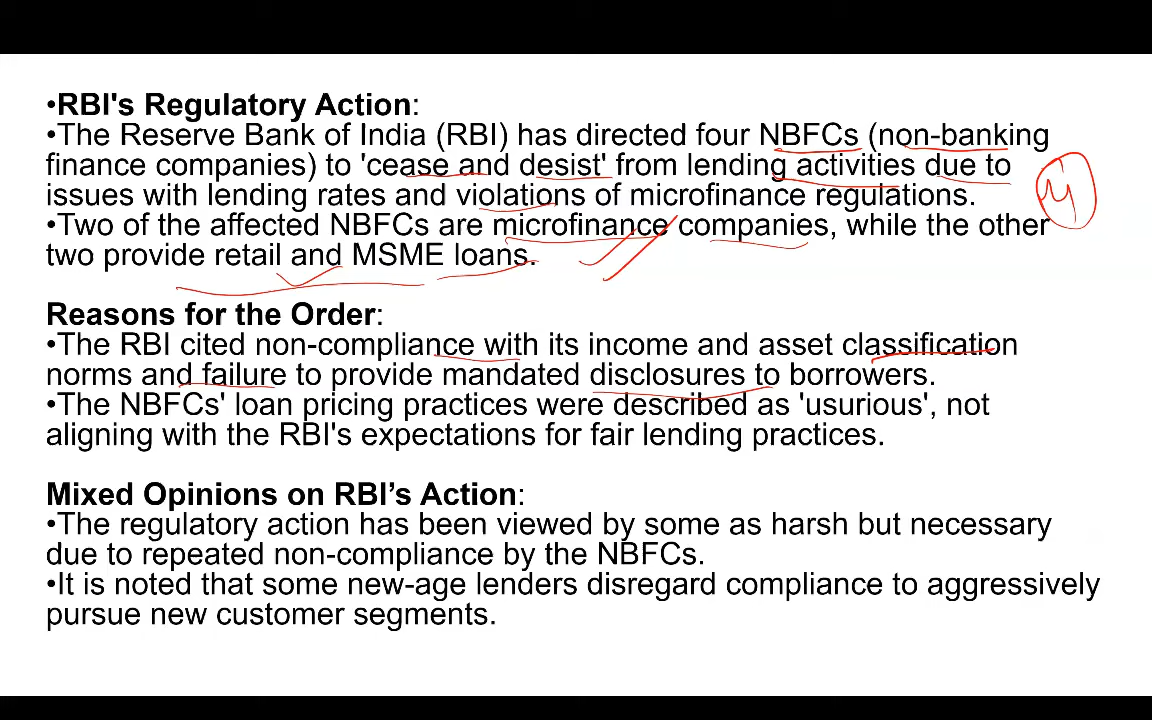 •RBI's Regulatory Action:
•The Reserve Bank of India (RBI) has directed four NBFCs (non-banking
finance companies) to 'cease and desist' from lending activities due to
issues with lending rates and violations of microfinance regulations.
•Two of the affected NBFCs are microfinance companies, while the other
two provide retail and MSME loans.
Reasons for the Order:
•The RBI cited non-compliance with its income and asset classification
norms and failure to provide mandated disclosures to borrowers.
•The NBFCs' loan pricing practices were described as 'usurious', not
aligning with the RBI's expectations for fair lending practices.
Mixed Opinions on RBI’s Action:
•The regulatory action has been viewed by some as harsh but necessary
due to repeated non-compliance by the NBFCs.
•It is noted that some new-age lenders disregard compliance to aggressively
pursue new customer segments.